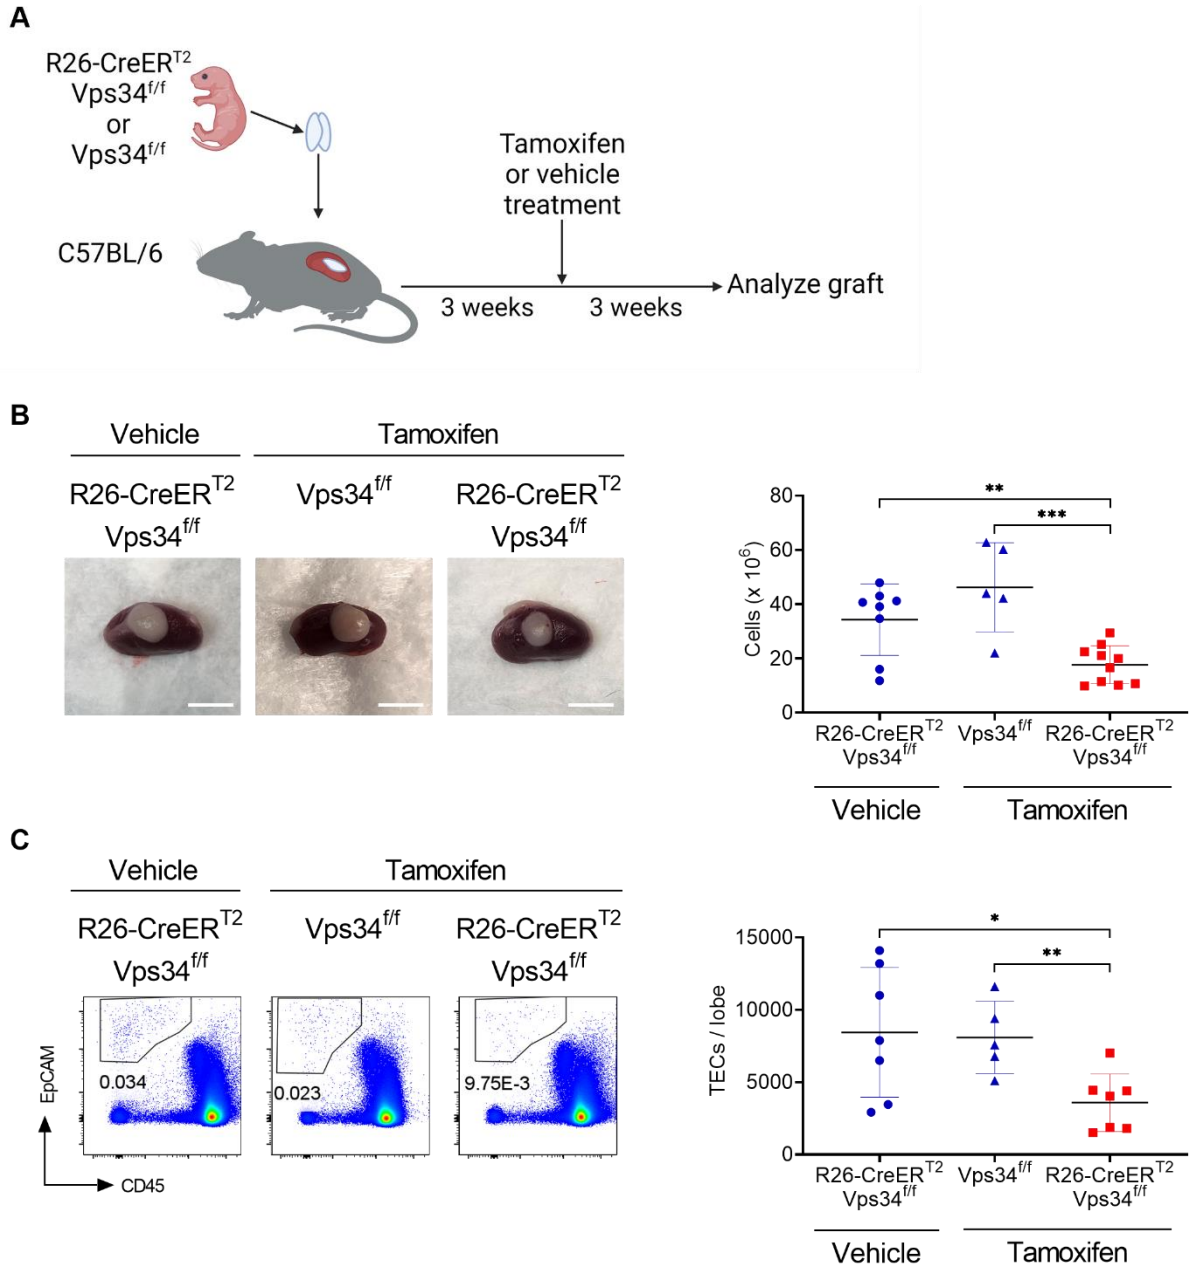 A
R26-CreER^T2
Vps34^f/f
or
Vps34^f/f
C57BL/6
Tamoxifen
or vehicle
treatment
3 weeks
3 weeks
Analyze graft
B
Vehicle
Tamoxifen
R26-CreER^T2
Vps34^f/f
Vps34^f/f
R26-CreER^T2
Vps34^f/f
Cells (x 10^6)
80
60
40
20
0
**
***
R26-CreER^T2
Vps34^f/f
Vps34^f/f
R26-CreER^T2
Vps34^f/f
Vehicle
Tamoxifen
C
Vehicle
Tamoxifen
R26-CreER^T2
Vps34^f/f
Vps34^f/f
R26-CreER^T2
Vps34^f/f
0.034
0.023
9.75E-3
EpCAM
CD45
TECs / lobe
15000
10000
5000
0
*
**
R26-CreER^T2
Vps34^f/f
Vps34^f/f
R26-CreER^T2
Vps34^f/f
Vehicle
Tamoxifen